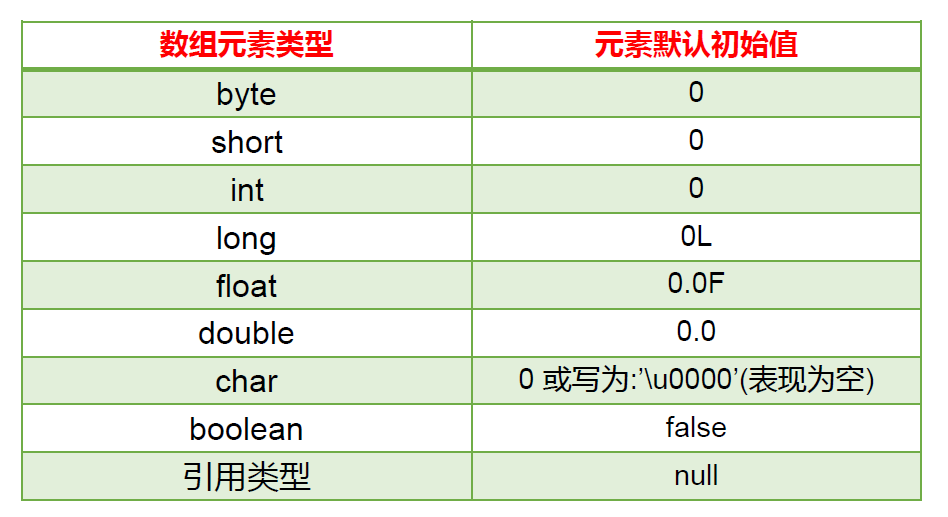 数组元素类型 元素默认初始值
byte 0
short 0
int 0
long 0L
float 0.0F
double 0.0
char 0 或写为:’\u0000’(表现为空)
boolean false
引用类型 null